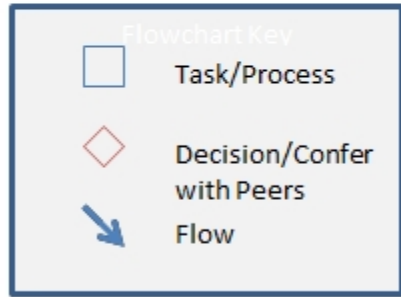 Flowchart Key
Task/Process
Decision/Confer
with Peers
Flow